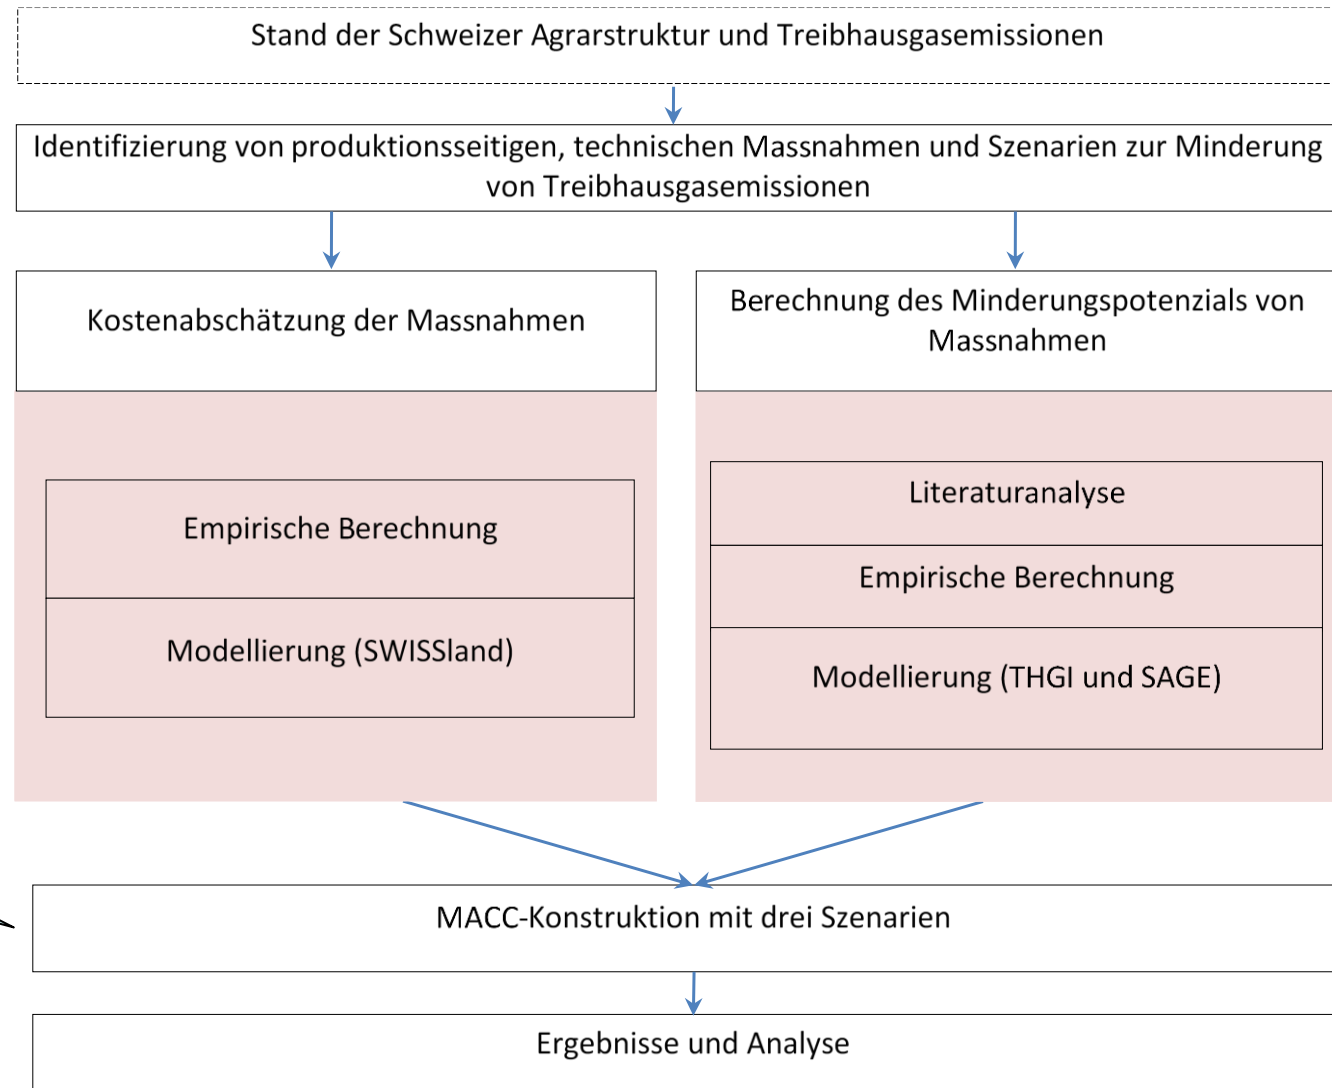 Stand der Schweizer Agrarstruktur und Treibhausgasemissionen
Identifizierung von produktionsseitigen, technischen Massnahmen und Szenarien zur Minderung
von Treibhausgasemissionen
Kostenabschätzung der Massnahmen
Berechnung des Minderungspotenzials von
Massnahmen
Empirische Berechnung
Modellierung (SWISSland)
Literaturanalyse
Empirische Berechnung
Modellierung (THGI und SAGE)
MACC-Konstruktion mit drei Szenarien
Ergebnisse und Analyse